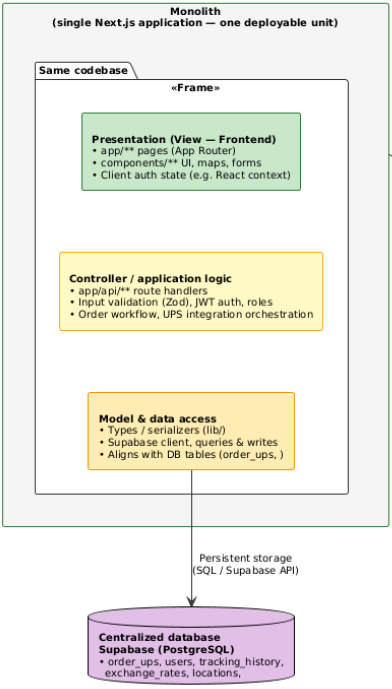 Monolith
(single Next.js application — one deployable unit)
Same codebase
«Frame»
Presentation (View — Frontend)
• app/** pages (App Router)
• components/** UI, maps, forms
• Client auth state (e.g. React context)
Controller / application logic
• app/api/** route handlers
• Input validation (Zod), JWT auth, roles
• Order workflow, UPS integration orchestration
Model & data access
• Types / serializers (lib/)
• Supabase client, queries & writes
• Aligns with DB tables (order_ups, )
Persistent storage
(SQL / Supabase API)
Centralized database
Supabase (PostgreSQL)
• order_ups, users, tracking_history,
exchange_rates, locations,